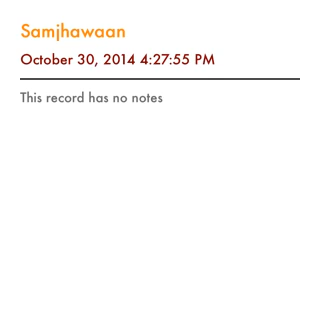 Samjhawaan
October 30, 2014 4:27:55 PM
This record has no notes